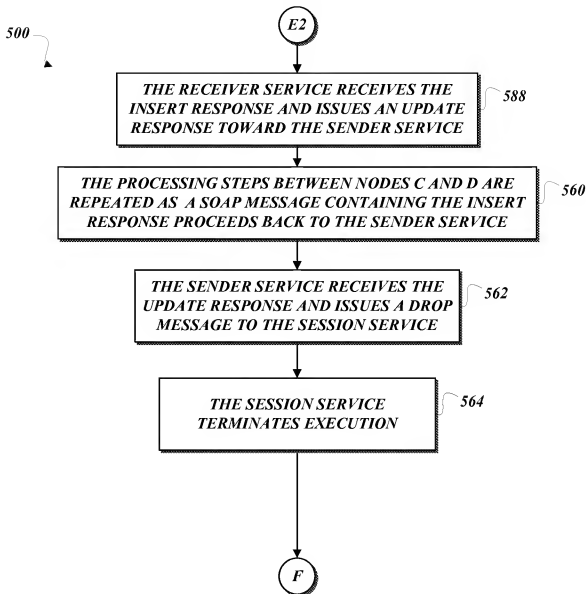 E2
500
THE RECEIVER SERVICE RECEIVES THE
INSERT RESPONSE AND ISSUES AN UPDATE
RESPONSE TOWARD THE SENDER SERVICE
588
THE PROCESSING STEPS BETWEEN NODES C AND D ARE
REPEATED AS A SOAP MESSAGE CONTAINING THE INSERT
RESPONSE PROCEEDS BACK TO THE SENDER SERVICE
560
THE SENDER SERVICE RECEIVES THE
UPDATE RESPONSE AND ISSUES A DROP
MESSAGE TO THE SESSION SERVICE
562
THE SESSION SERVICE
TERMINATES EXECUTION
564
F